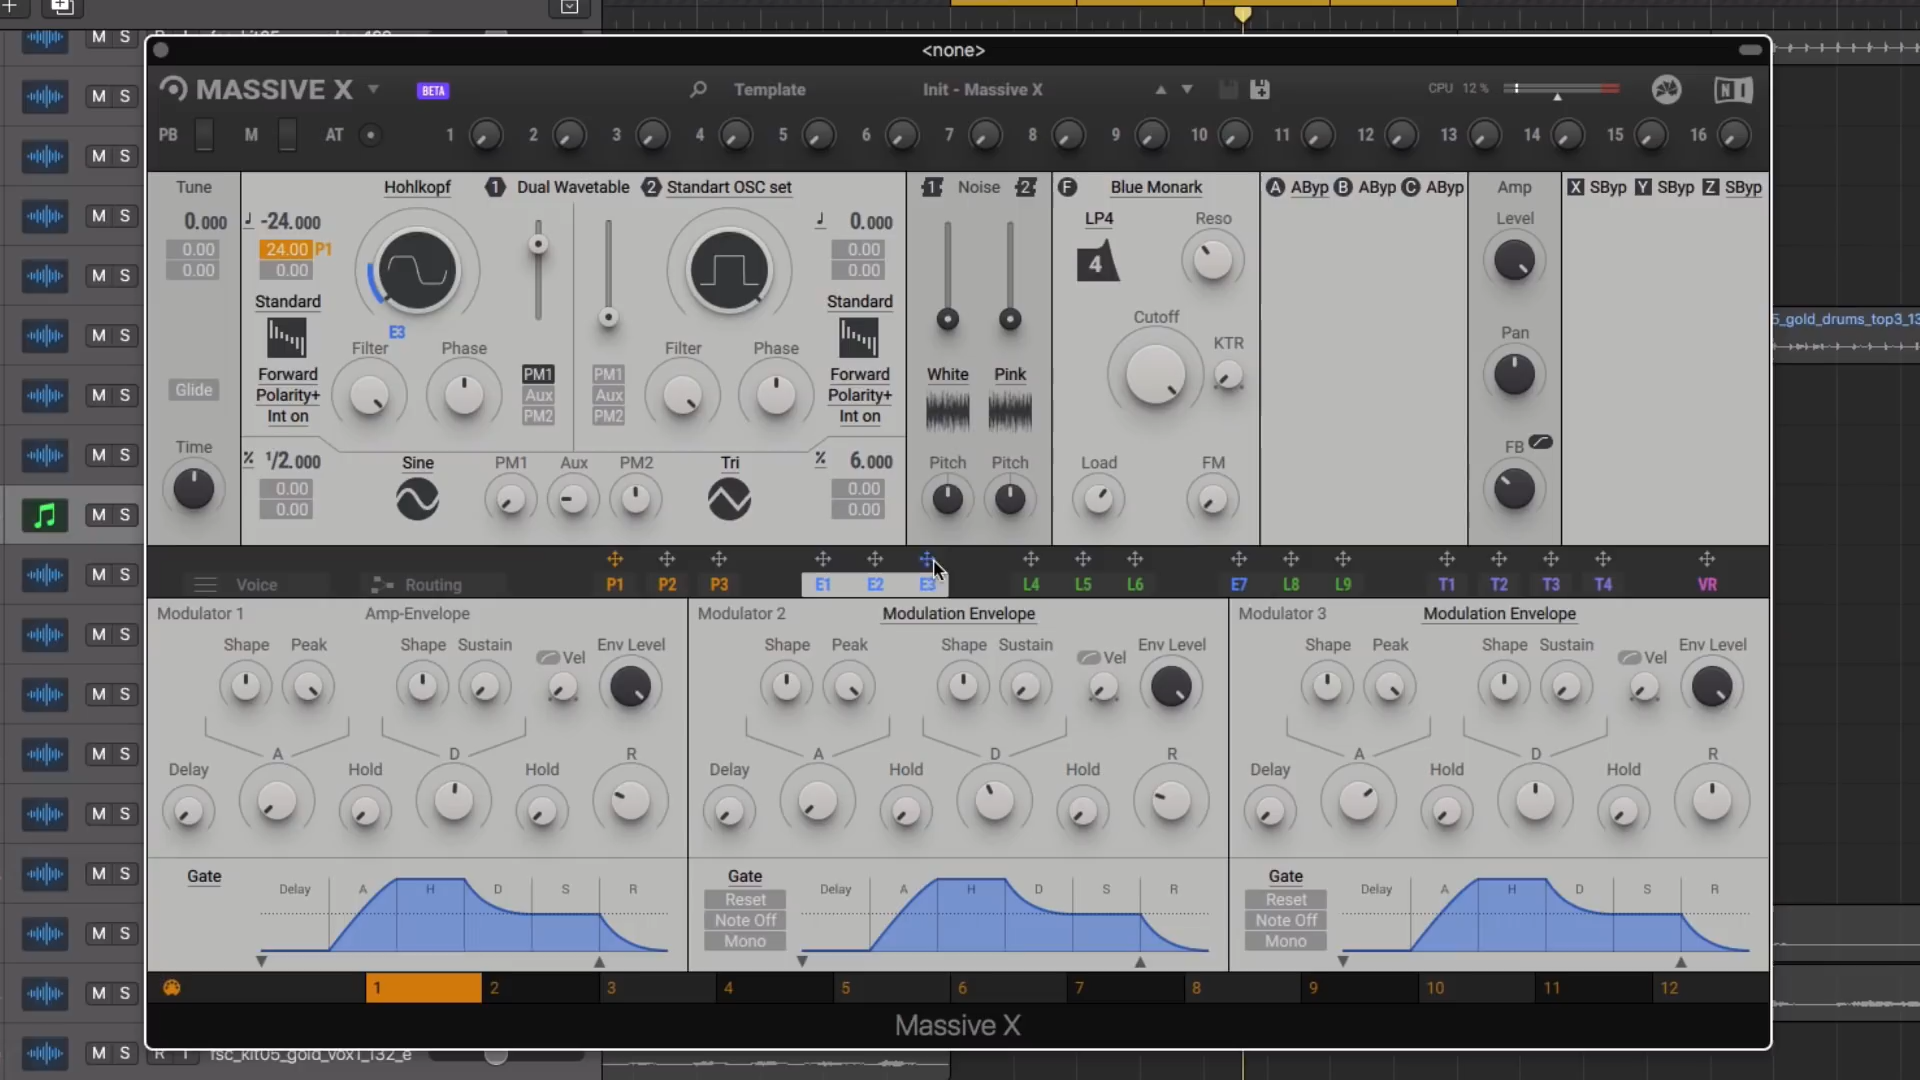 <none>
MASSIVE X BETA Template Init - Massive X CPU 12 % NI
PB M AT 1 2 3 4 5 6 7 8 9 10 11 12 13 14 15 16
Tune Hohlkopf 1 Dual Wavetable 2 Standart OSC set 1 Noise 2 F Blue Monark A AByp B AByp C AByp Amp X SByp Y SByp Z SByp
0.000 -24.000 0.000 LP4 Reso Level
0.00 24.00 P1 0.00
0.00 0.00 0.00 4
Standard Standard
E3 Cutoff Pan
Filter Phase Filter Phase KTR
Forward PM1 PM1 Forward White Pink
Glide Polarity+ Aux Aux Polarity+
Int on PM2 PM2 Int on
Time FB
% 1/2.000 Sine PM1 Aux PM2 Tri % 6.000 Pitch Pitch Load FM
0.00 0.00
0.00 0.00
Voice Routing P1 P2 P3 E1 E2 E3 L4 L5 L6 E7 L8 L9 T1 T2 T3 T4 VR
Modulator 1 Amp-Envelope Modulator 2 Modulation Envelope Modulator 3 Modulation Envelope
Shape Peak Shape Sustain Vel Env Level Shape Peak Shape Sustain Vel Env Level Shape Peak Shape Sustain Vel Env Level
A D R A D R A D R
Delay Hold Hold Delay Hold Hold Delay Hold Hold
Gate Delay A H D S R Gate Delay A H D S R Gate Delay A H D S R
Reset Reset
Note Off Note Off
Mono Mono
1 2 3 4 5 6 7 8 9 10 11 12
Massive X
M S
M S
M S
M S
M S
M S 5_gold_drums_top3_13
M S
M S
M S
M S
M S
M S
M S
M S
M S
M S
M S
M S R I fsc_kit05_gold_vox1_132_e